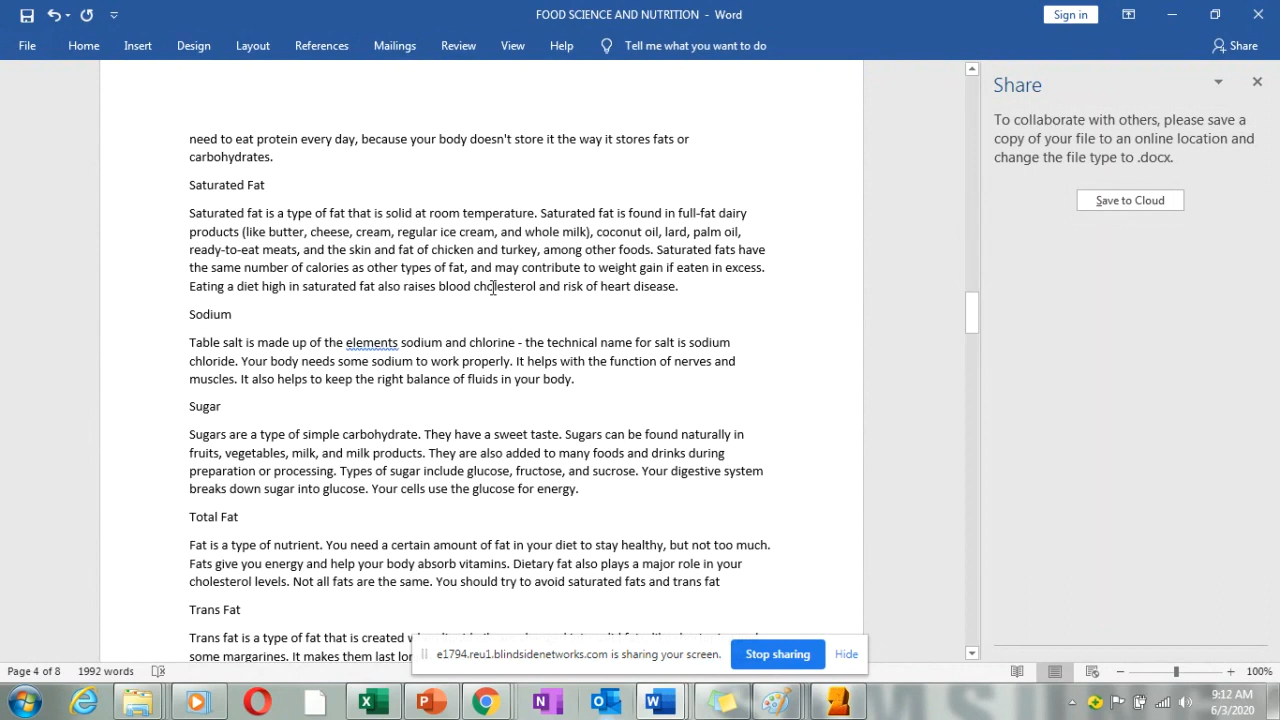 FOOD SCIENCE AND NUTRITION - Word
Sign in
File Home Insert Design Layout References Mailings Review View Help Tell me what you want to do Share
need to eat protein every day, because your body doesn't store it the way it stores fats or
carbohydrates.
Saturated Fat
Saturated fat is a type of fat that is solid at room temperature. Saturated fat is found in full-fat dairy
products (like butter, cheese, cream, regular ice cream, and whole milk), coconut oil, lard, palm oil,
ready-to-eat meats, and the skin and fat of chicken and turkey, among other foods. Saturated fats have
the same number of calories as other types of fat, and may contribute to weight gain if eaten in excess.
Eating a diet high in saturated fat also raises blood cholesterol and risk of heart disease.
Sodium
Table salt is made up of the elements sodium and chlorine - the technical name for salt is sodium
chloride. Your body needs some sodium to work properly. It helps with the function of nerves and
muscles. It also helps to keep the right balance of fluids in your body.
Sugar
Sugars are a type of simple carbohydrate. They have a sweet taste. Sugars can be found naturally in
fruits, vegetables, milk, and milk products. They are also added to many foods and drinks during
preparation or processing. Types of sugar include glucose, fructose, and sucrose. Your digestive system
breaks down sugar into glucose. Your cells use the glucose for energy.
Total Fat
Fat is a type of nutrient. You need a certain amount of fat in your diet to stay healthy, but not too much.
Fats give you energy and help your body absorb vitamins. Dietary fat also plays a major role in your
cholesterol levels. Not all fats are the same. You should try to avoid saturated fats and trans fat
Trans Fat
Trans fat is a type of fat that is created
some margarines. It makes them last
Share
To collaborate with others, please save a
copy of your file to an online location and
change the file type to .docx.
Save to Cloud
e1794.reu1.blindsidenetworks.com is sharing your screen. Stop sharing Hide
Page 4 of 8 1992 words 100%
9:12 AM
6/3/2020